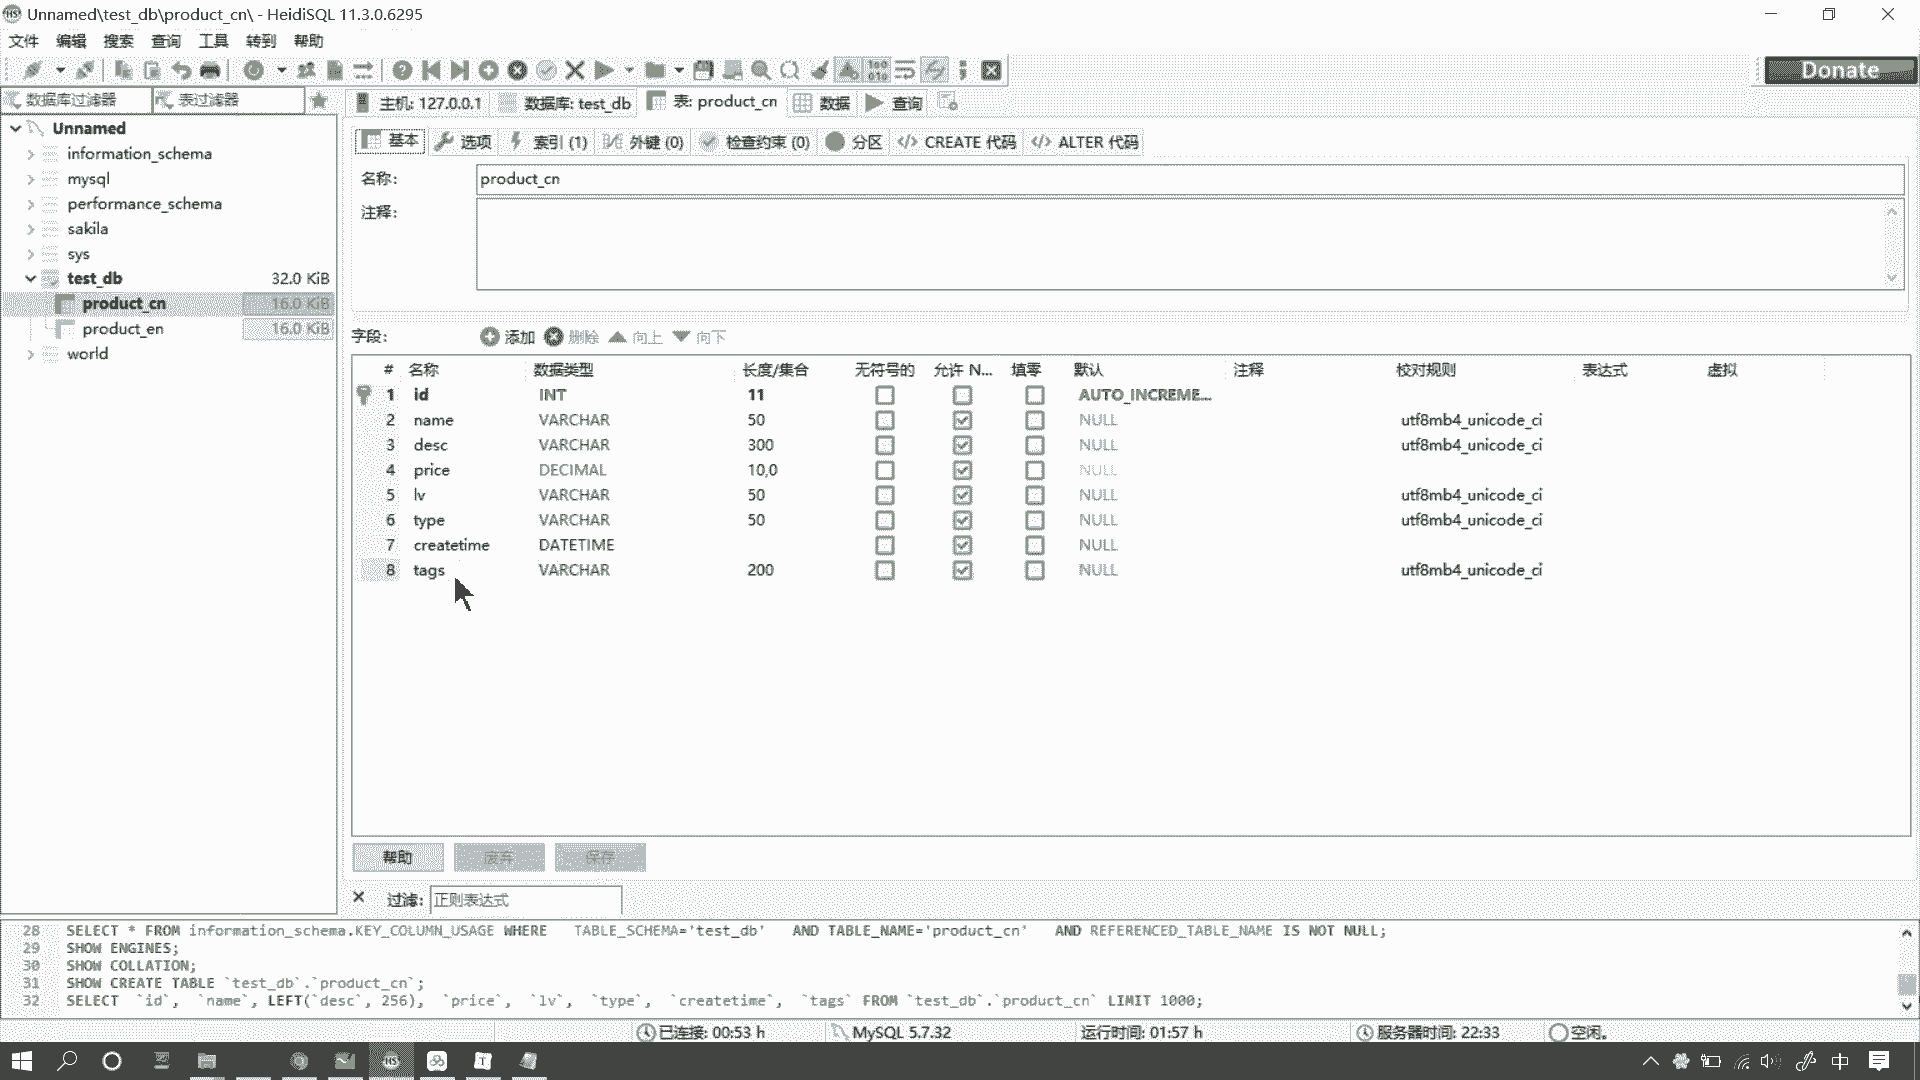 Unnamed\test_db\product_cn\ - HeidiSQL 11.3.0.6295
文件 编辑 搜索 查询 工具 转到 帮助
Donate
数据库过滤器 表过滤器 主机: 127.0.0.1 数据库: test_db 表: product_cn 数据 查询
Unnamed
information_schema
mysql
performance_schema
sakila
sys
test_db 32.0 KiB
product_cn 16.0 KiB
product_en 16.0 KiB
world
基本 选项 索引 (1) 外键 (0) 检查约束 (0) 分区 CREATE 代码 ALTER 代码
名称: product_cn
注释:
字段: 添加 删除 向上 向下
# 名称 数据类型 长度/集合 无符号的 允许 N... 填零 默认 注释 校对规则 表达式 虚拟
1 id INT 11 AUTO_INCREME...
2 name VARCHAR 50 NULL utf8mb4_unicode_ci
3 desc VARCHAR 300 NULL utf8mb4_unicode_ci
4 price DECIMAL 10,0 NULL
5 lv VARCHAR 50 NULL utf8mb4_unicode_ci
6 type VARCHAR 50 NULL utf8mb4_unicode_ci
7 createtime DATETIME NULL
8 tags VARCHAR 200 NULL utf8mb4_unicode_ci
帮助 废弃 保存
过滤: 正则表达式
28 SELECT * FROM information_schema.KEY_COLUMN_USAGE WHERE TABLE_SCHEMA='test_db' AND TABLE_NAME='product_cn' AND REFERENCED_TABLE_NAME IS NOT NULL;
29 SHOW ENGINES;
30 SHOW COLLATION;
31 SHOW CREATE TABLE `test_db`.`product_cn`;
32 SELECT `id`, `name`, LEFT(`desc`, 256), `price`, `lv`, `type`, `createtime`, `tags` FROM `test_db`.`product_cn` LIMIT 1000;
已连接: 00:53 h MySQL 5.7.32 运行时间: 01:57 h 服务器时间: 22:33 空闲。
中